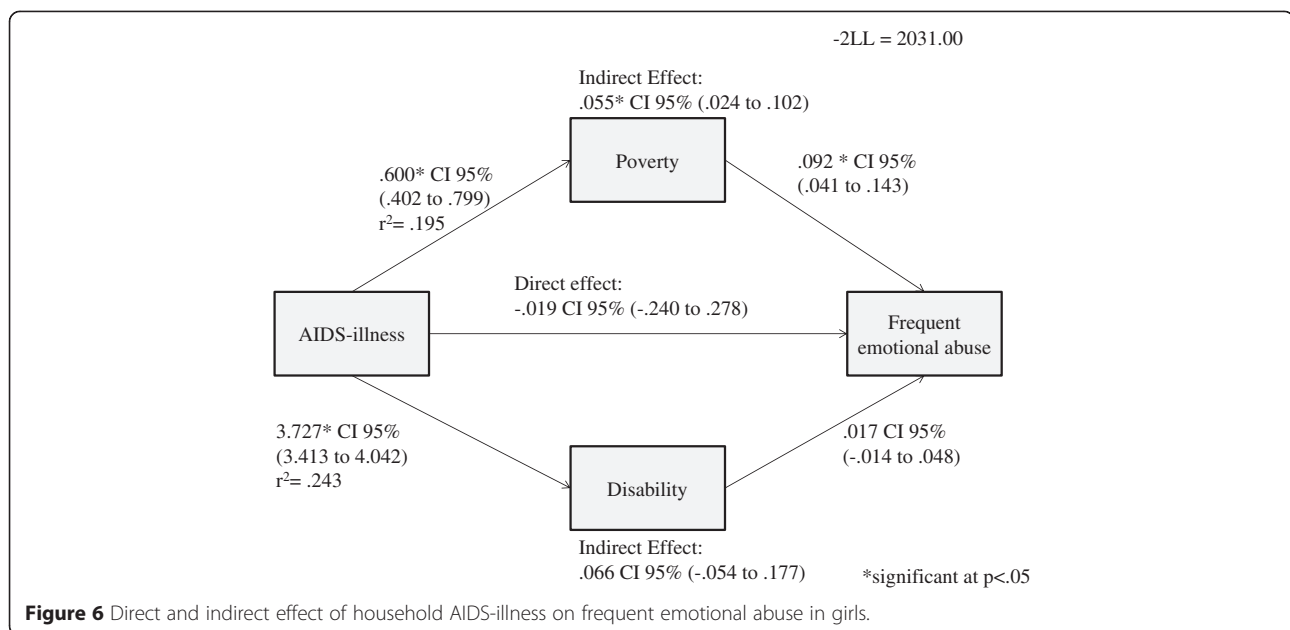 -2LL = 2031.00
Indirect Effect:
.055* CI 95% (.024 to .102)
Poverty
.600* CI 95%
(.402 to .799)
r²= .195
.092 * CI 95%
(.041 to .143)
Direct effect:
-.019 CI 95% (-.240 to .278)
AIDS-illness
Frequent
emotional abuse
3.727* CI 95%
(3.413 to 4.042)
r²= .243
.017 CI 95%
(-.014 to .048)
Disability
Indirect Effect:
.066 CI 95% (-.054 to .177)
*significant at p<.05
Figure 6 Direct and indirect effect of household AIDS-illness on frequent emotional abuse in girls.